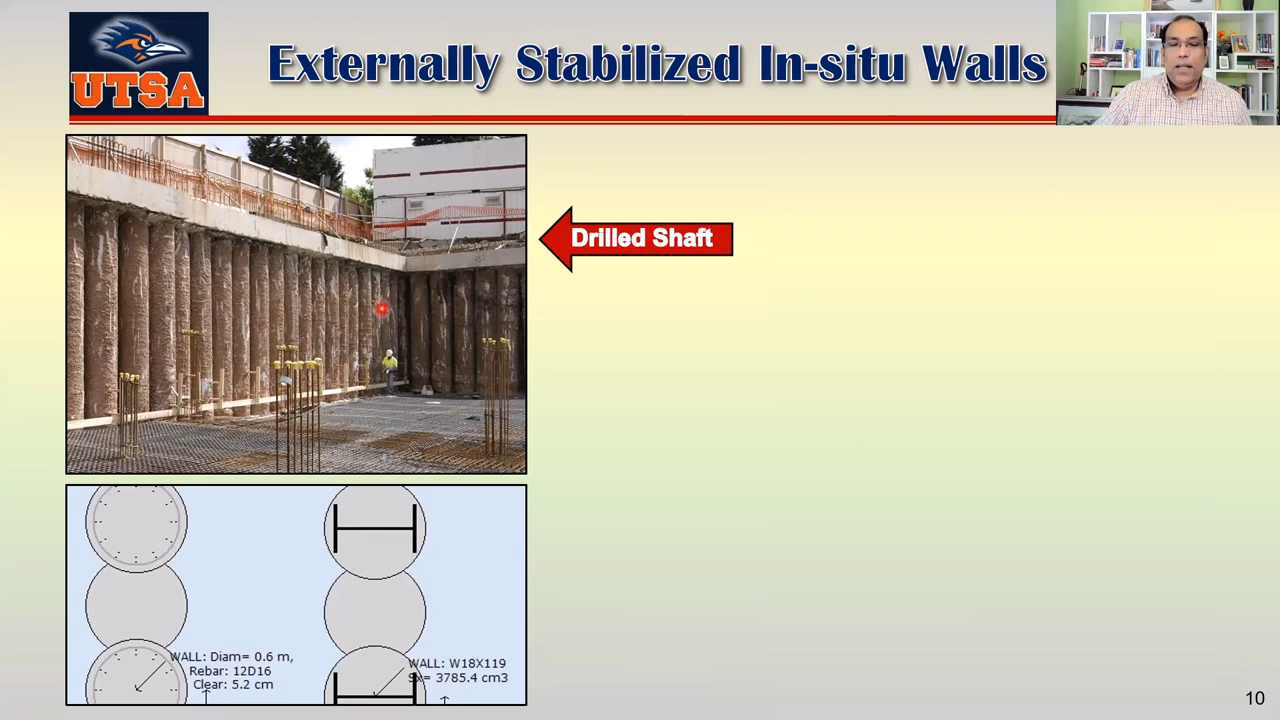 UTSA
Externally Stabilized In-situ Walls
Drilled Shaft
WALL: Diam= 0.6 m,
Rebar: 12D16
Clear: 5.2 cm
WALL: W18X119
Sx= 3785.4 cm3
10